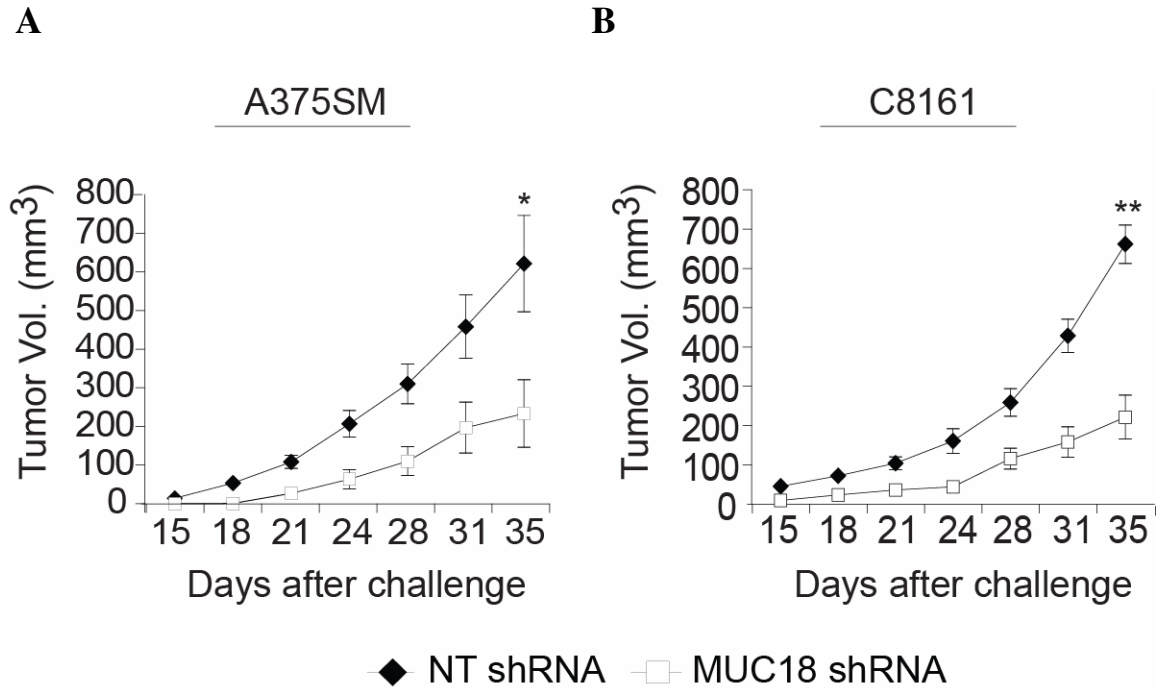 A
B
A375SM
C8161
Tumor Vol. (mm3)
800
700
600
500
400
300
200
100
0
*
15 18 21 24 28 31 35
Days after challenge
Tumor Vol. (mm3)
800
700
600
500
400
300
200
100
0
**
15 18 21 24 28 31 35
Days after challenge
NT shRNA MUC18 shRNA